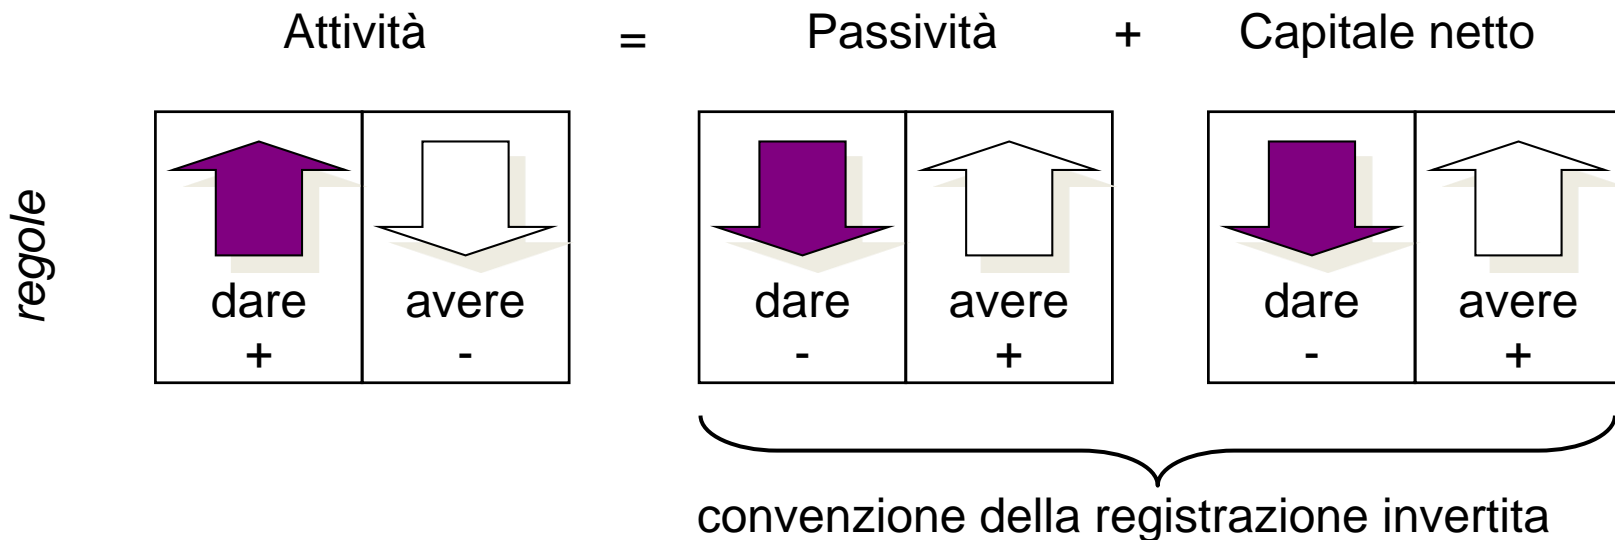 Attività = Passività + Capitale netto
regole
dare avere dare avere dare avere
+ - - + - +
convenzione della registrazione invertita